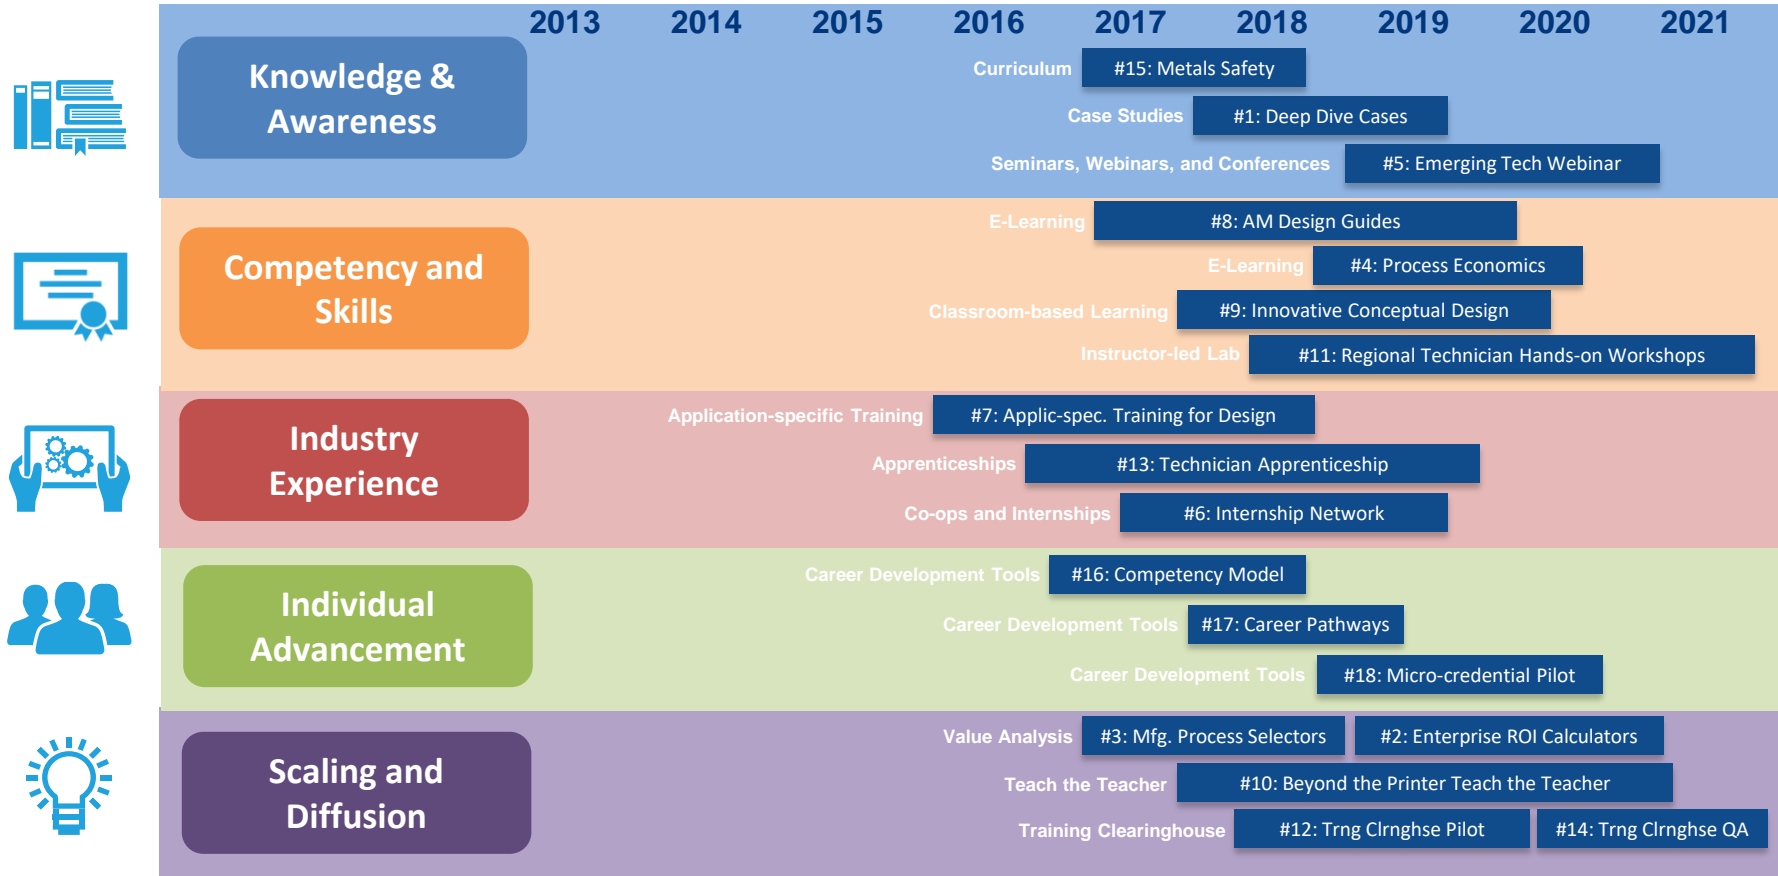 2013 2014 2015 2016 2017 2018 2019 2020 2021
Knowledge &
Awareness
Curriculum #15: Metals Safety
Case Studies #1: Deep Dive Cases
Seminars, Webinars, and Conferences #5: Emerging Tech Webinar
Competency and
Skills
E-Learning #8: AM Design Guides
E-Learning #4: Process Economics
Classroom-based Learning #9: Innovative Conceptual Design
Instructor-led Lab #11: Regional Technician Hands-on Workshops
Industry
Experience
Application-specific Training #7: Applic-spec. Training for Design
Apprenticeships #13: Technician Apprenticeship
Co-ops and Internships #6: Internship Network
Individual
Advancement
Career Development Tools #16: Competency Model
Career Development Tools #17: Career Pathways
Career Development Tools #18: Micro-credential Pilot
Scaling and
Diffusion
Value Analysis #3: Mfg. Process Selectors #2: Enterprise ROI Calculators
Teach the Teacher #10: Beyond the Printer Teach the Teacher
Training Clearinghouse #12: Trng Clrnghse Pilot #14: Trng Clrnghse QA